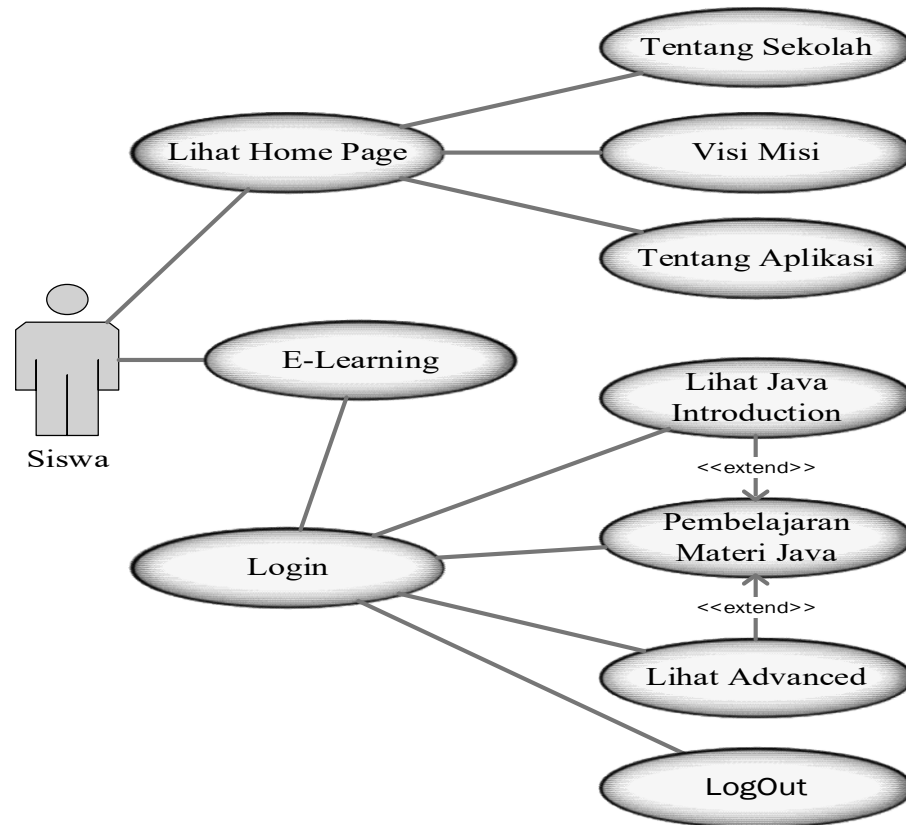 Tentang Sekolah
Lihat Home Page
Visi Misi
Tentang Aplikasi
E-Learning
Siswa
Lihat Java
Introduction
<<extend>>
Pembelajaran
Materi Java
Login
<<extend>>
Lihat Advanced
LogOut